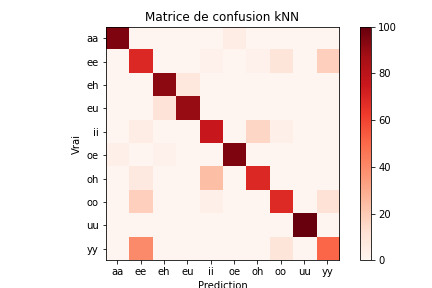 Matrice de confusion kNN
aa
ee
eh
eu
ii
oe
oh
oo
uu
yy
Vrai
aa ee eh eu ii oe oh oo uu yy
Prediction
100
80
60
40
20
0